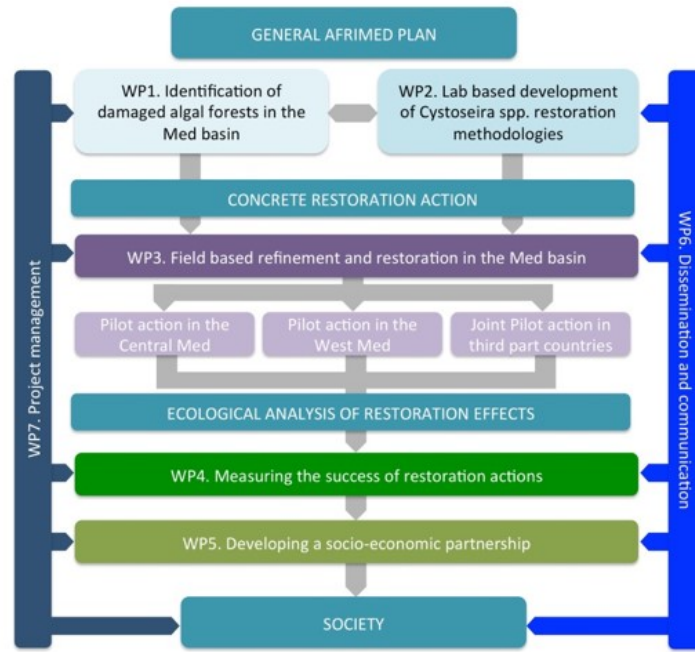 GENERAL AFRIMED PLAN
WP1. Identification of
damaged algal forests in the
Med basin
WP2. Lab based development
of Cystoseira spp. restoration
methodologies
CONCRETE RESTORATION ACTION
WP3. Field based refinement and restoration in the Med basin
Pilot action in the
Central Med
Pilot action in the
West Med
Joint Pilot action in
third part countries
ECOLOGICAL ANALYSIS OF RESTORATION EFFECTS
WP4. Measuring the success of restoration actions
WP5. Developing a socio-economic partnership
SOCIETY
WP7. Project management
WP6. Dissemination and communication